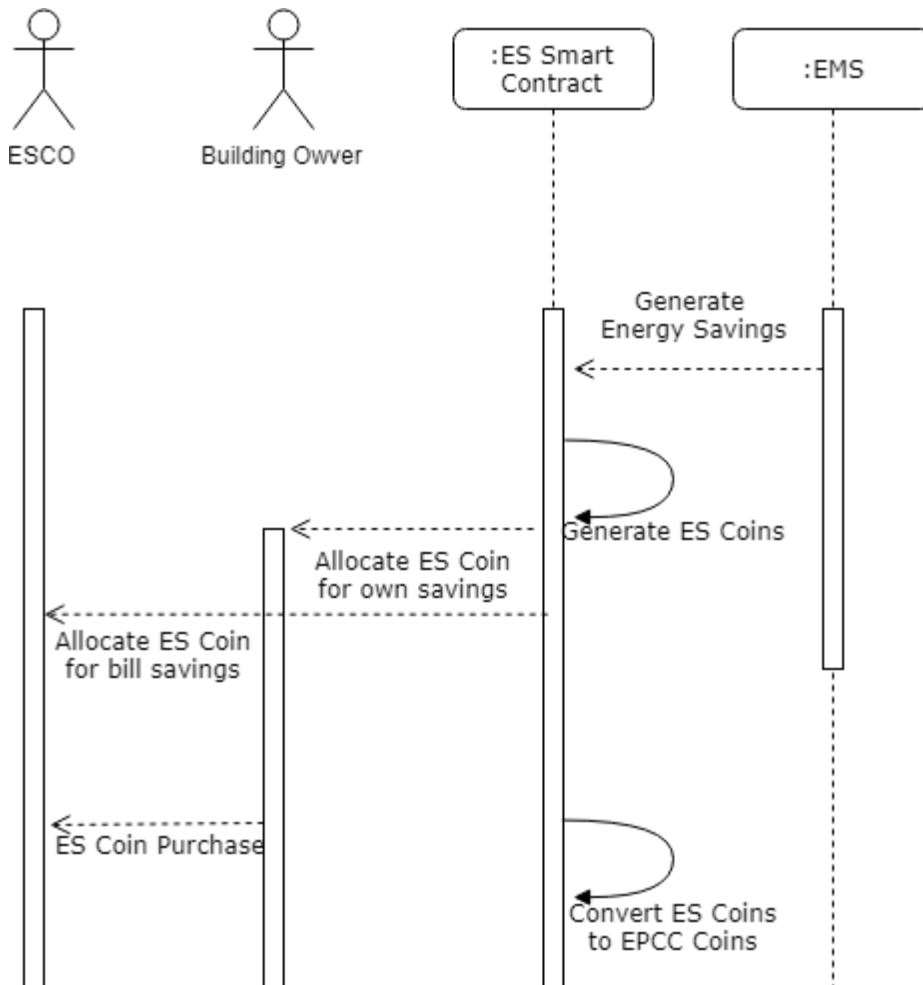 :ES Smart
Contract
:EMS
ESCO
Building Owver
Generate
Energy Savings
Generate ES Coins
Allocate ES Coin
for own savings
Allocate ES Coin
for bill savings
ES Coin Purchase
Convert ES Coins
to EPCC Coins